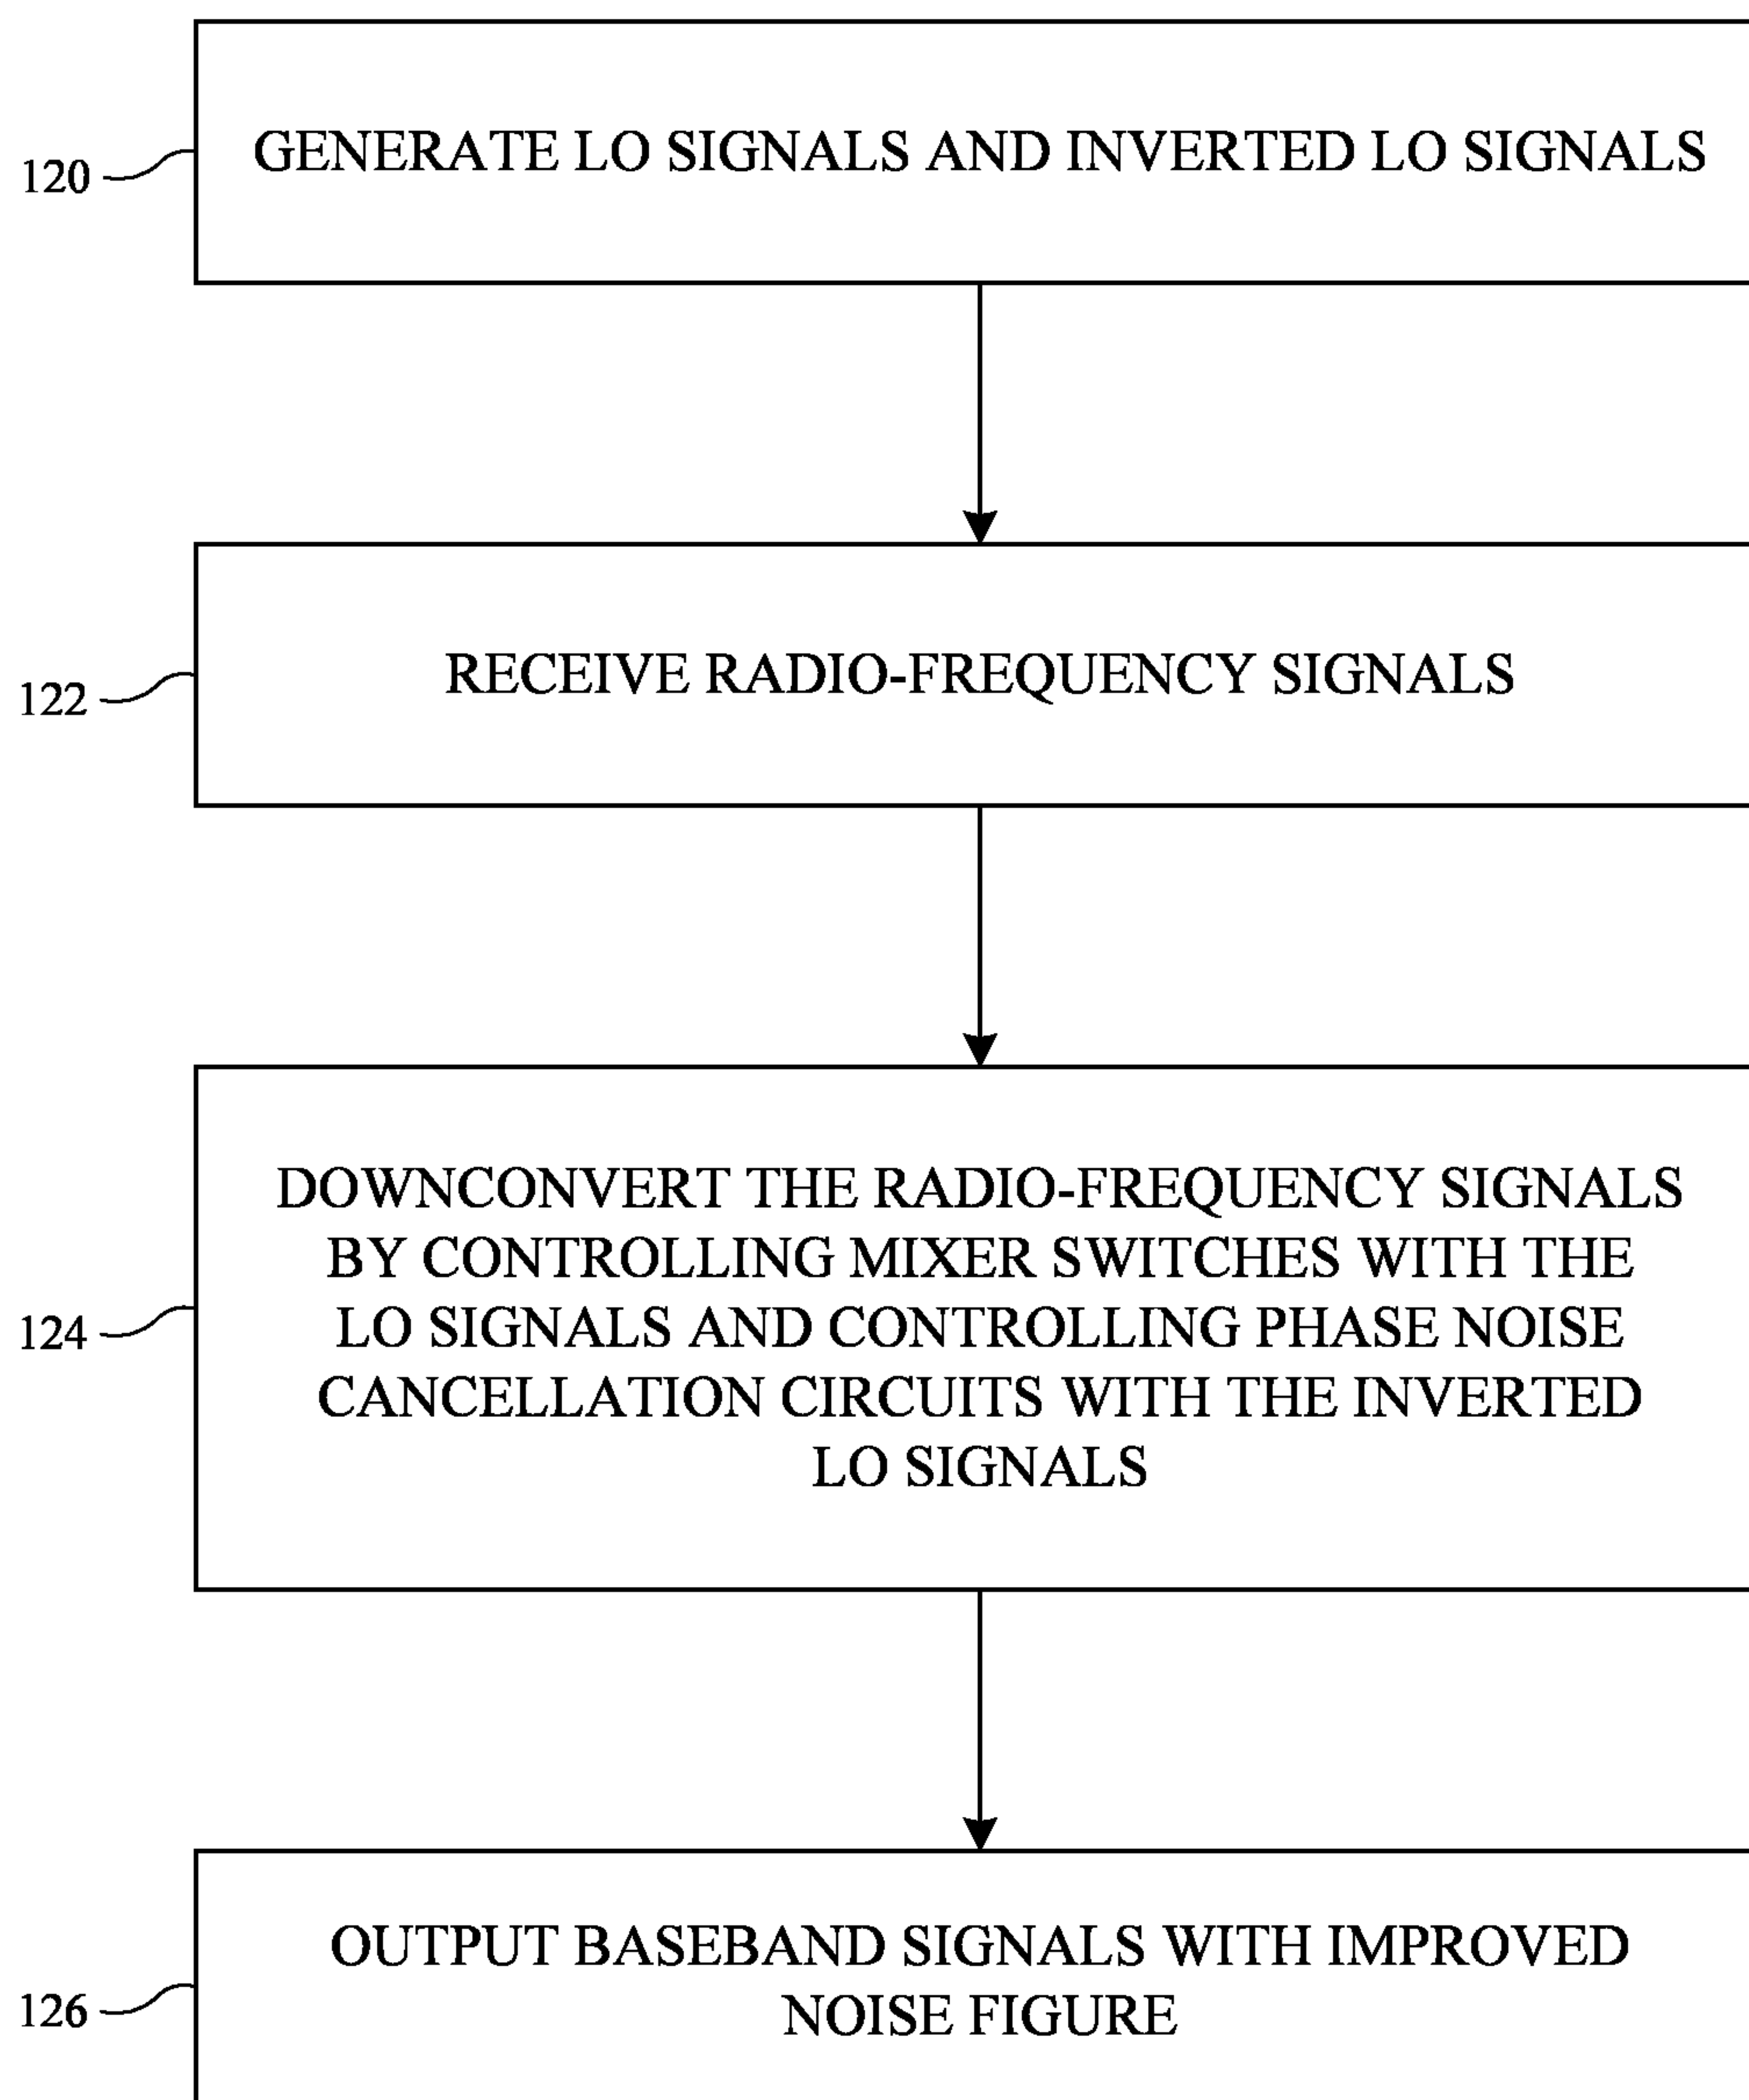 120
GENERATE LO SIGNALS AND INVERTED LO SIGNALS
122
RECEIVE RADIO-FREQUENCY SIGNALS
124
DOWNCONVERT THE RADIO-FREQUENCY SIGNALS
BY CONTROLLING MIXER SWITCHES WITH THE
LO SIGNALS AND CONTROLLING PHASE NOISE
CANCELLATION CIRCUITS WITH THE INVERTED
LO SIGNALS
126
OUTPUT BASEBAND SIGNALS WITH IMPROVED
NOISE FIGURE